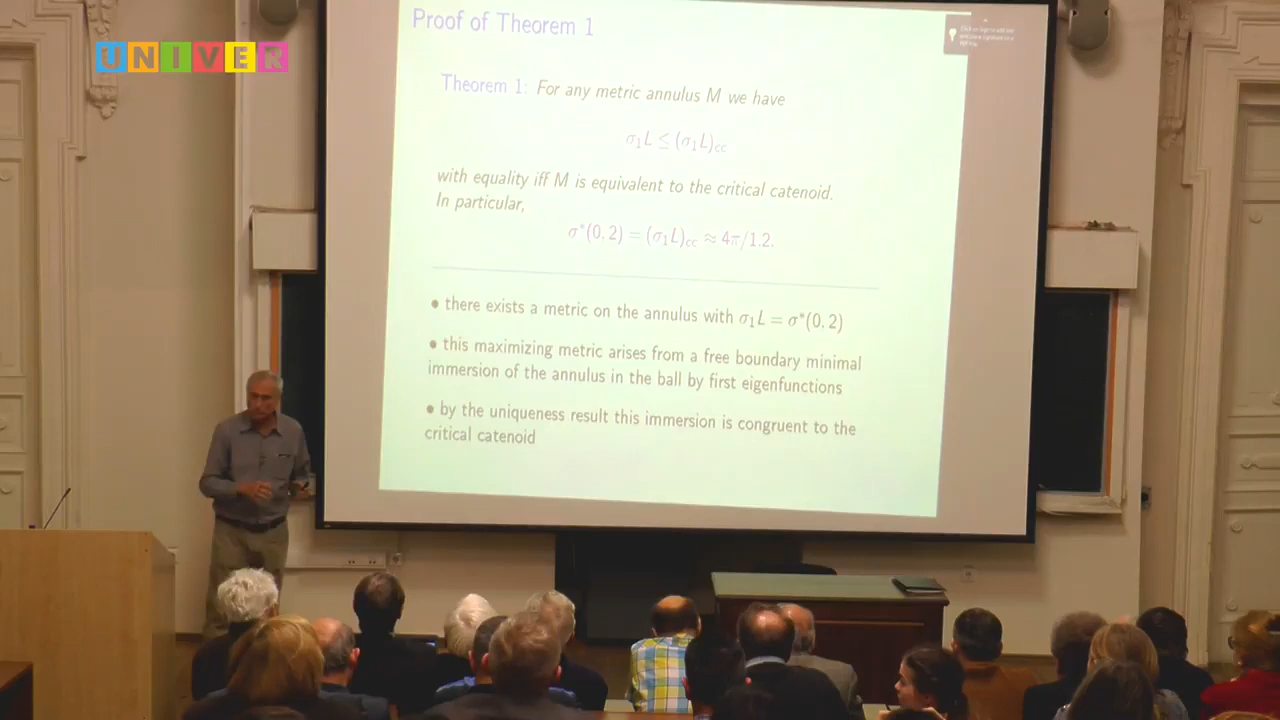 UNIVER
Proof of Theorem 1
Theorem 1: For any metric annulus M we have
σ₁L ≤ (σ₁L)cc
with equality iff M is equivalent to the critical catenoid.
In particular,
σ*(0,2) = (σ₁L)cc ≈ 4π/1.2.
• there exists a metric on the annulus with σ₁L = σ*(0,2)
• this maximizing metric arises from a free boundary minimal
immersion of the annulus in the ball by first eigenfunctions
• by the uniqueness result this immersion is congruent to the
critical catenoid